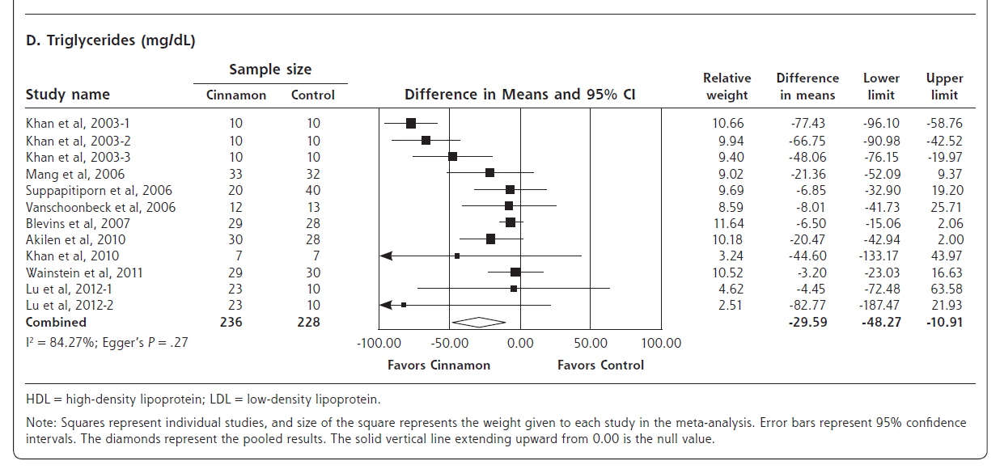 D. Triglycerides (mg/dL)
Sample size
Study name Cinnamon Control Difference in Means and 95% CI Relative weight Difference in means Lower limit Upper limit
Khan et al, 2003-1 10 10 10.66 -77.43 -96.10 -58.76
Khan et al, 2003-2 10 10 9.94 -66.75 -90.98 -42.52
Khan et al, 2003-3 10 10 9.40 -48.06 -76.15 -19.97
Mang et al, 2006 33 32 9.02 -21.36 -52.09 9.37
Suppapitiporn et al, 2006 20 40 9.69 -6.85 -32.90 19.20
Vanschoonbeck et al, 2006 12 13 8.59 -8.01 -41.73 25.71
Blevins et al, 2007 29 28 11.64 -6.50 -15.06 2.06
Akilen et al, 2010 30 28 10.18 -20.47 -42.94 2.00
Khan et al, 2010 7 7 3.24 -44.60 -133.17 43.97
Wainstein et al, 2011 29 30 10.52 -3.20 -23.03 16.63
Lu et al, 2012-1 23 10 4.62 -4.45 -72.48 63.58
Lu et al, 2012-2 23 10 2.51 -82.77 -187.47 21.93
Combined 236 228 -29.59 -48.27 -10.91
I² = 84.27%; Egger's P = .27
-100.00 -50.00 0.00 50.00 100.00
Favors Cinnamon Favors Control
HDL = high-density lipoprotein; LDL = low-density lipoprotein.
Note: Squares represent individual studies, and size of the square represents the weight given to each study in the meta-analysis. Error bars represent 95% confidence
intervals. The diamonds represent the pooled results. The solid vertical line extending upward from 0.00 is the null value.